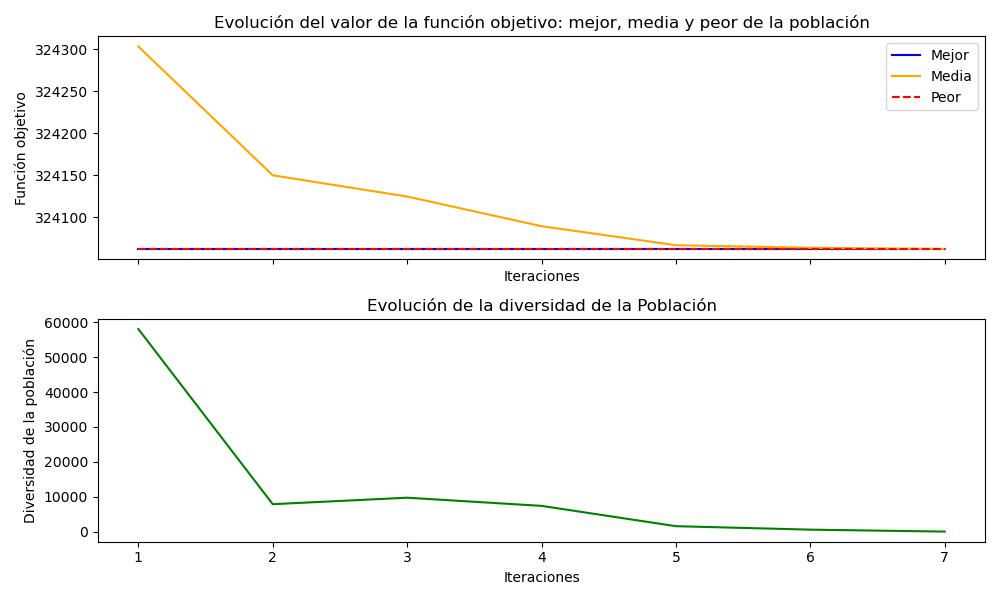 Evolución del valor de la función objetivo: mejor, media y peor de la población
Función objetivo
324300
324250
324200
324150
324100
Mejor
Media
Peor
Iteraciones
Evolución de la diversidad de la Población
Diversidad de la población
60000
50000
40000
30000
20000
10000
0
1 2 3 4 5 6 7
Iteraciones